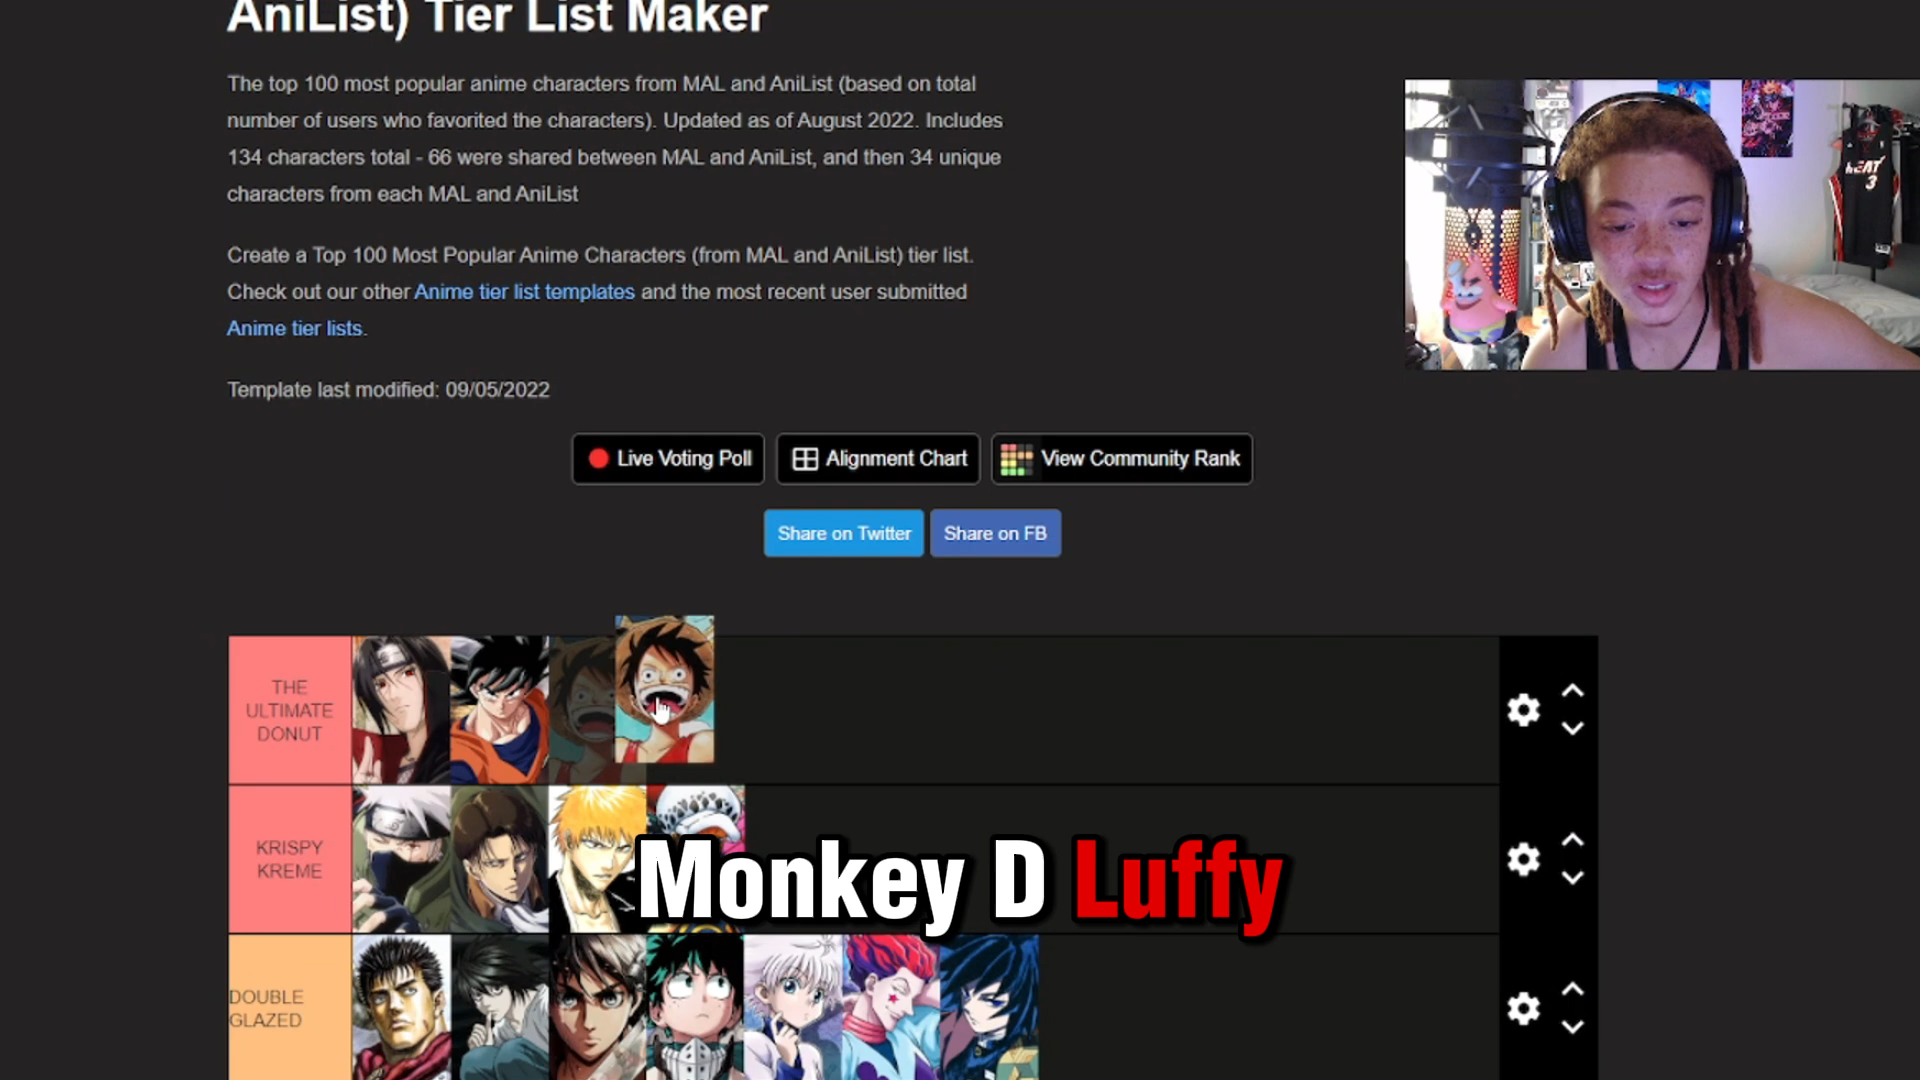 AniList) Tier List Maker
The top 100 most popular anime characters from MAL and AniList (based on total
number of users who favorited the characters). Updated as of August 2022. Includes
134 characters total - 66 were shared between MAL and AniList, and then 34 unique
characters from each MAL and AniList
Create a Top 100 Most Popular Anime Characters (from MAL and AniList) tier list.
Check out our other Anime tier list templates and the most recent user submitted
Anime tier lists.
Template last modified: 09/05/2022
Live Voting Poll
Alignment Chart
View Community Rank
Share on Twitter
Share on FB
HEAT
3
THE
ULTIMATE
DONUT
KRISPY
KREME
Monkey D Luffy
DOUBLE
GLAZED